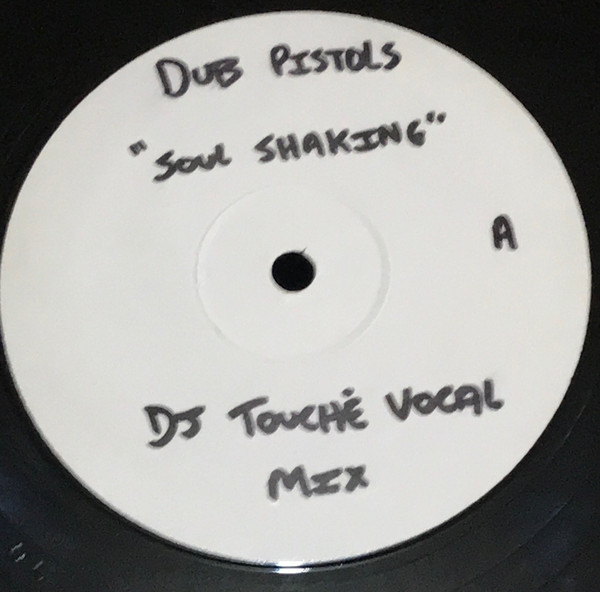 DUB PISTOLS
"SOUL SHAKING"
A
DJ TOUCHÉ VOCAL
MIX